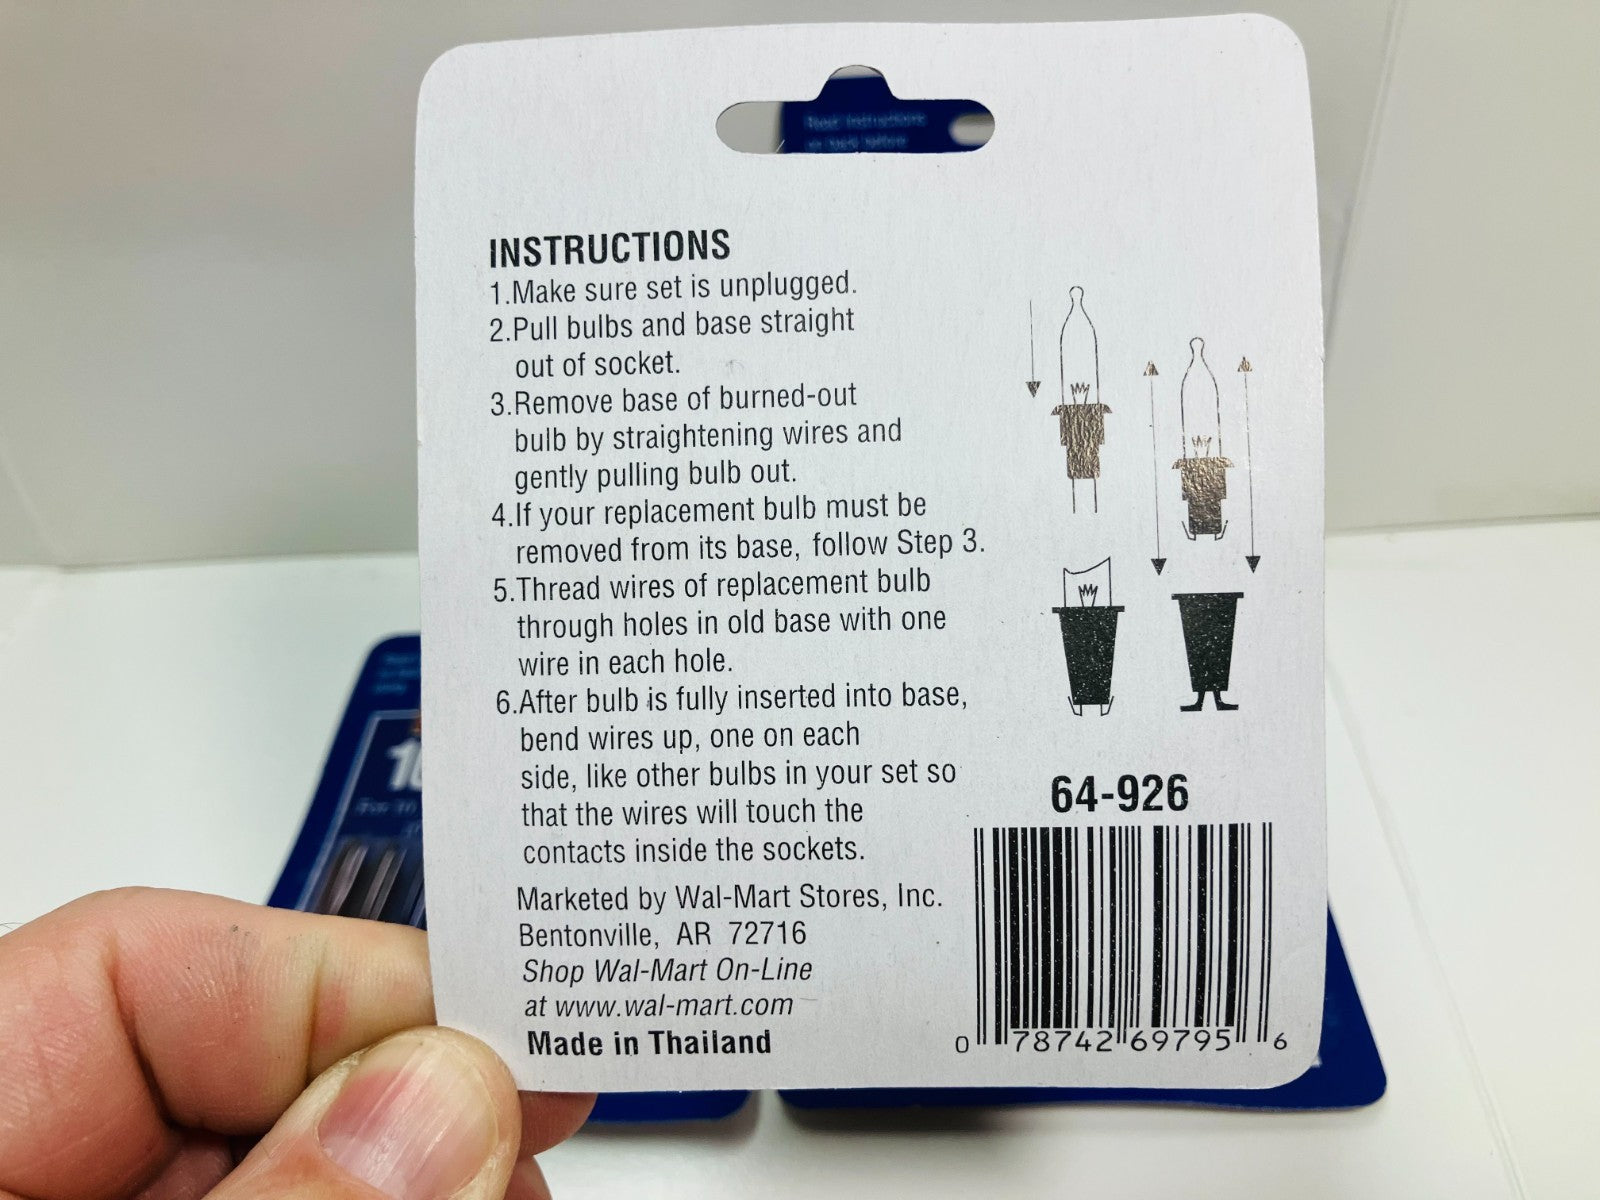 Read Instructions
on back before
INSTRUCTIONS
1.Make sure set is unplugged.
2.Pull bulbs and base straight
out of socket.
3.Remove base of burned-out
bulb by straightening wires and
gently pulling bulb out.
4.If your replacement bulb must be
removed from its base, follow Step 3.
5.Thread wires of replacement bulb
through holes in old base with one
wire in each hole.
6.After bulb is fully inserted into base,
bend wires up, one on each
side, like other bulbs in your set so
that the wires will touch the
contacts inside the sockets.
Marketed by Wal-Mart Stores, Inc.
Bentonville, AR 72716
Shop Wal-Mart On-Line
at www.wal-mart.com
Made in Thailand
64-926
0 78742 69795 6